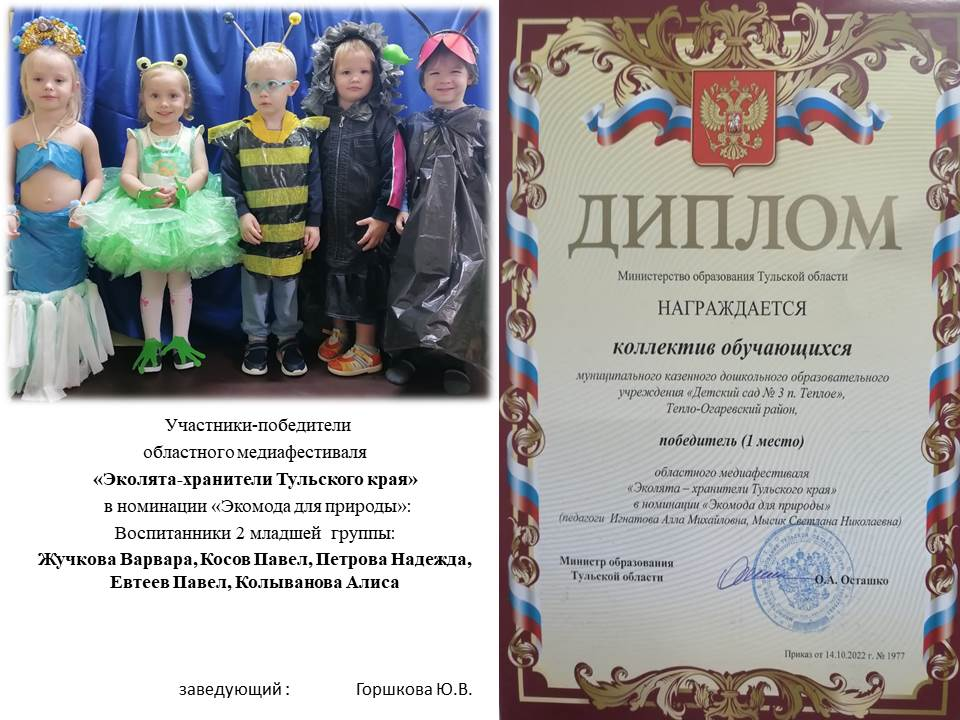 Участники-победители
областного медиафестиваля
«Эколята-хранители Тульского края»
в номинации «Экомода для природы»:
Воспитанники 2 младшей группы:
Жучкова Варвара, Косов Павел, Петрова Надежда,
Евтеев Павел, Колыванова Алиса
заведующий : Горшкова Ю.В.
ДИПЛОМ
Министерство образования Тульской области
НАГРАЖДАЕТСЯ
коллектив обучающихся
муниципального казенного дошкольного образовательного
учреждения «Детский сад № 3 п. Теплое»,
Тепло-Огаревский район,
победитель (1 место)
областного медиафестиваля
«Эколята – хранители Тульского края»
в номинации «Экомода для природы»
(педагоги Игнатова Алла Михайловна, Мысик Светлана Николаевна)
Министр образования
Тульской области
О.А. Осташко
Приказ от 14.10.2022 г. № 1977